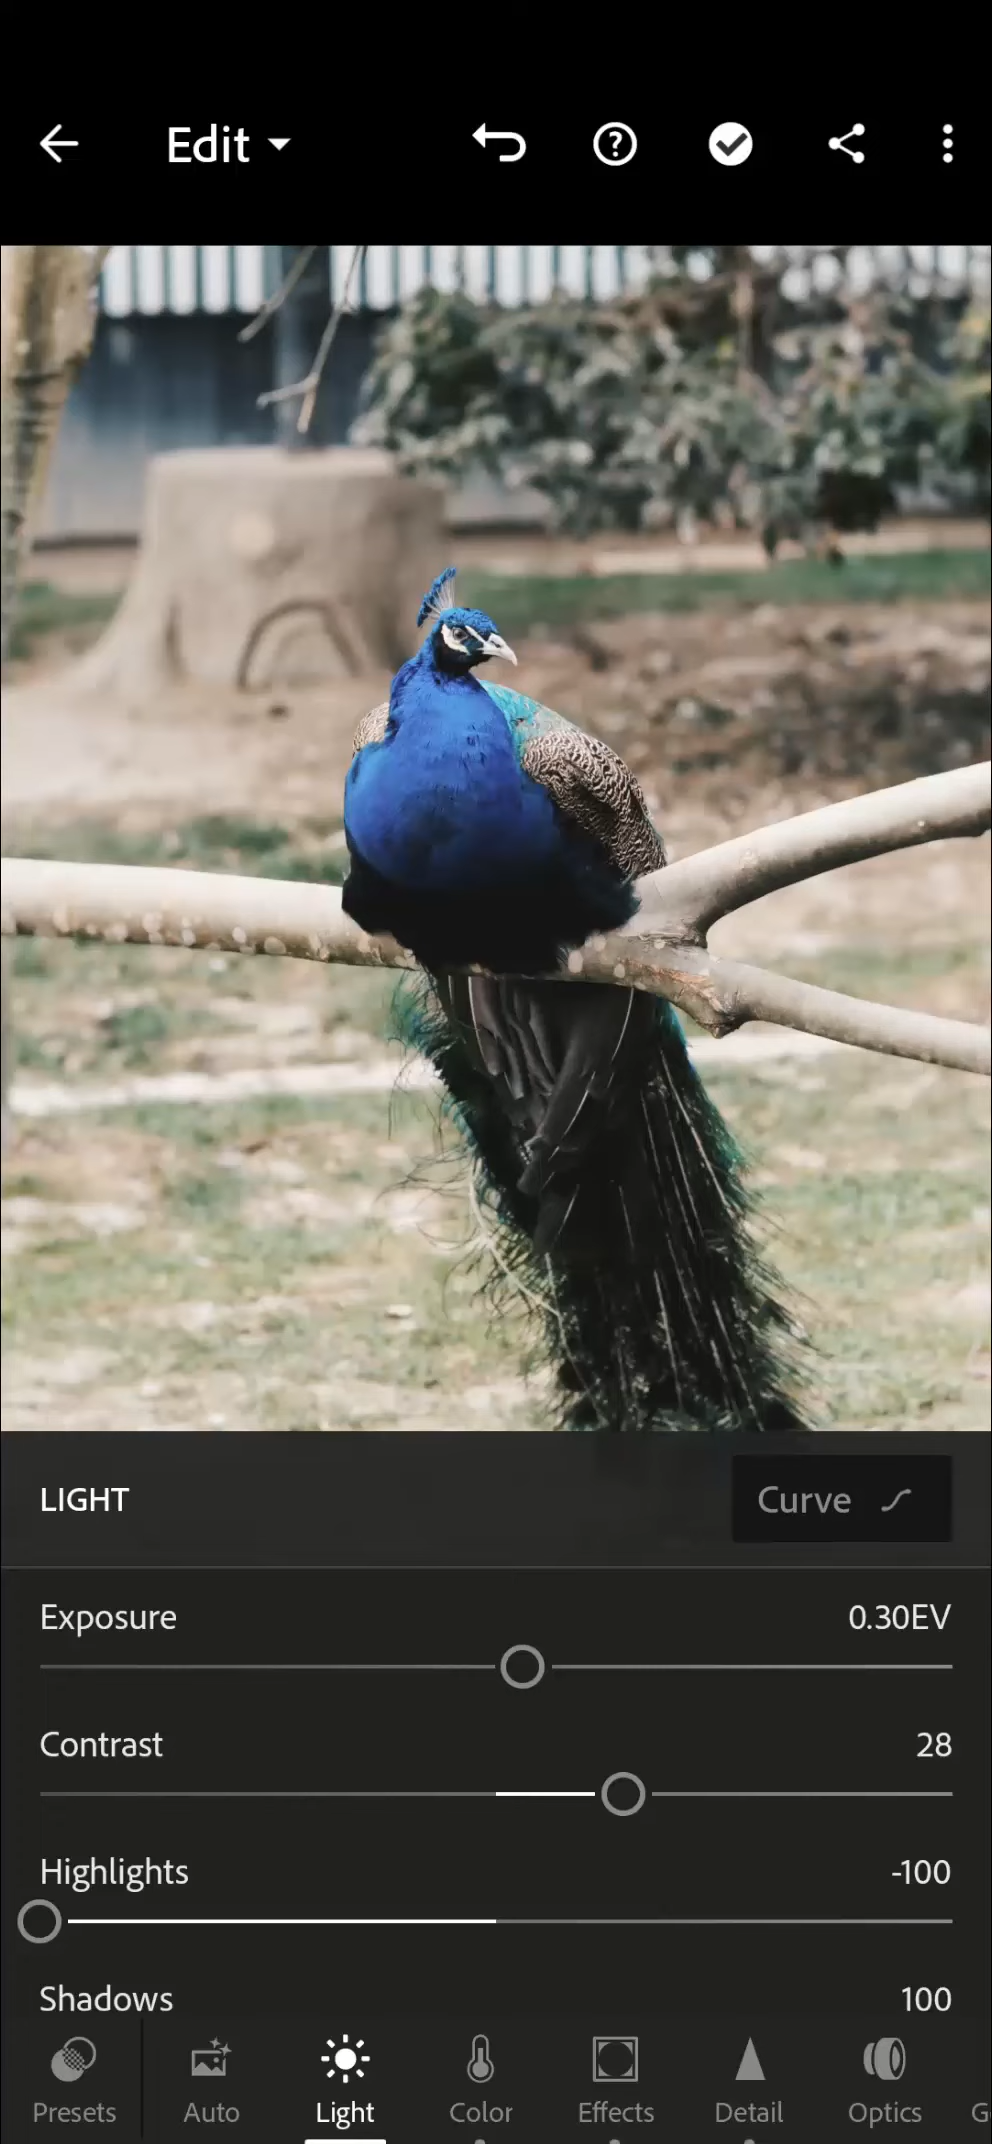 Edit
LIGHT
Curve
Exposure 0.30EV
Contrast 28
Highlights -100
Shadows 100
Presets Auto Light Color Effects Detail Optics